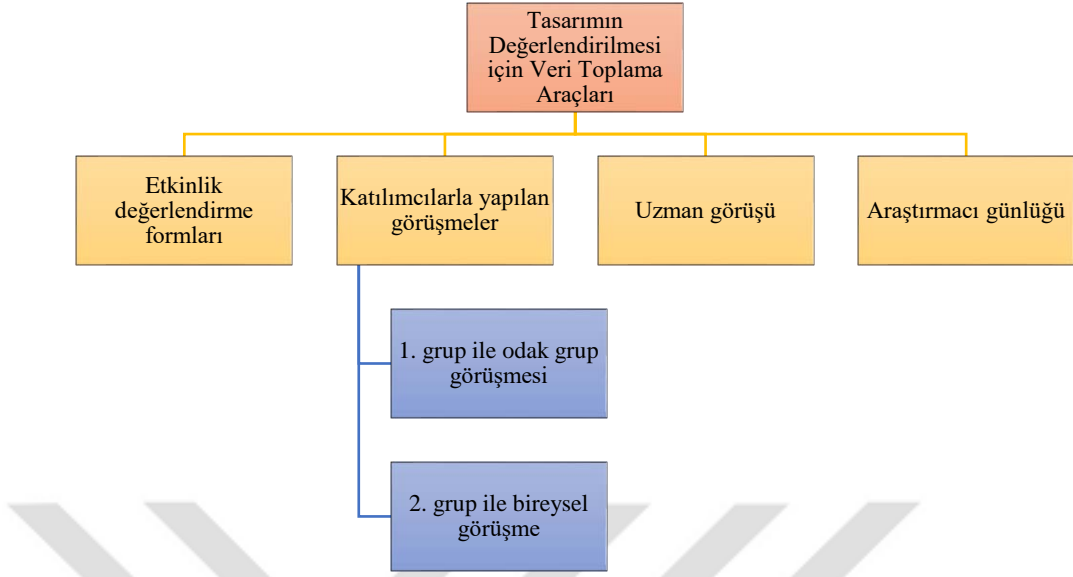 Tasarımın
Değerlendirilmesi
için Veri Toplama
Araçları
Etkinlik
değerlendirme
formları
Katılımcılarla yapılan
görüşmeler
Uzman görüşü
Araştırmacı günlüğü
1. grup ile odak grup
görüşmesi
2. grup ile bireysel
görüşme